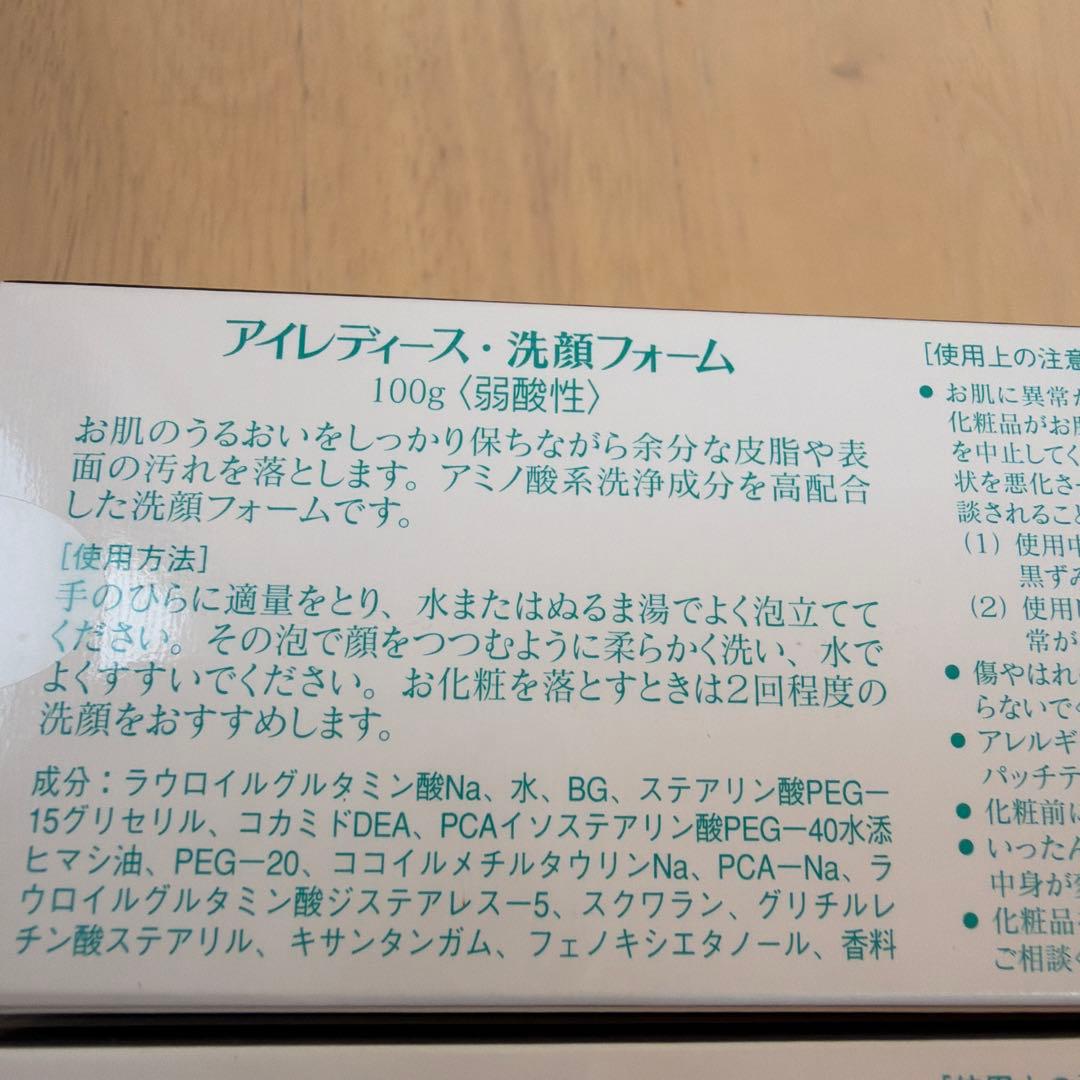 アイレディース・洗顔フォーム
100g〈弱酸性〉
お肌のうるおいをしっかり保ちながら余分な皮脂や表
面の汚れを落とします。アミノ酸系洗浄成分を高配合
した洗顔フォームです。
[使用方法]
手のひらに適量をとり、水またはぬるま湯でよく泡立てて
ください。その泡で顔をつつむように柔らかく洗い、水で
よくすすいでください。お化粧を落とすときは2回程度の
洗顔をおすすめします。
成分：ラウロイルグルタミン酸Na、水、BG、ステアリン酸PEG－
15グリセリル、コカミドDEA、PCAイソステアリン酸PEG－40水添
ヒマシ油、PEG－20、ココイルメチルタウリンNa、PCA－Na、ラ
ウロイルグルタミン酸ジステアレス－5、スクワラン、グリチルレ
チン酸ステアリル、キサンタンガム、フェノキシエタノール、香料
[使用上の注意
● お肌に異常が
化粧品がお肌
を中止してく
状を悪化さ
談されること
(1) 使用中
黒ずみ
(2) 使用
常が
● 傷やはれ
らないで
● アレルギ
パッチテ
● 化粧前に
● いったん
中身が
● 化粧品
ご相談